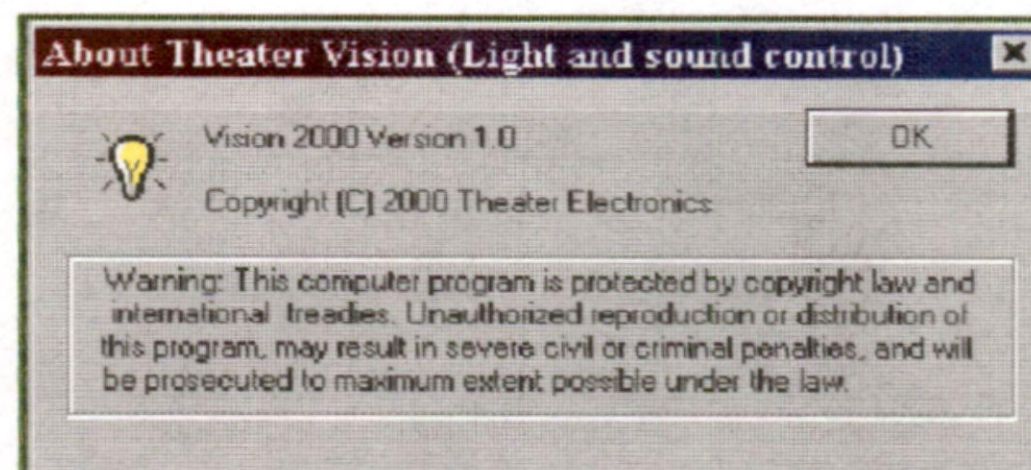 About Theater Vision (Light and sound control)
Vision 2000 Version 1.0
OK
Copyright (C) 2000 Theater Electronics
Warning: This computer program is protected by copyright law and
international treadies. Unauthorized reproduction or distribution of
this program, may result in severe civil or criminal penalties, and will
be prosecuted to maximum extent possible under the law.